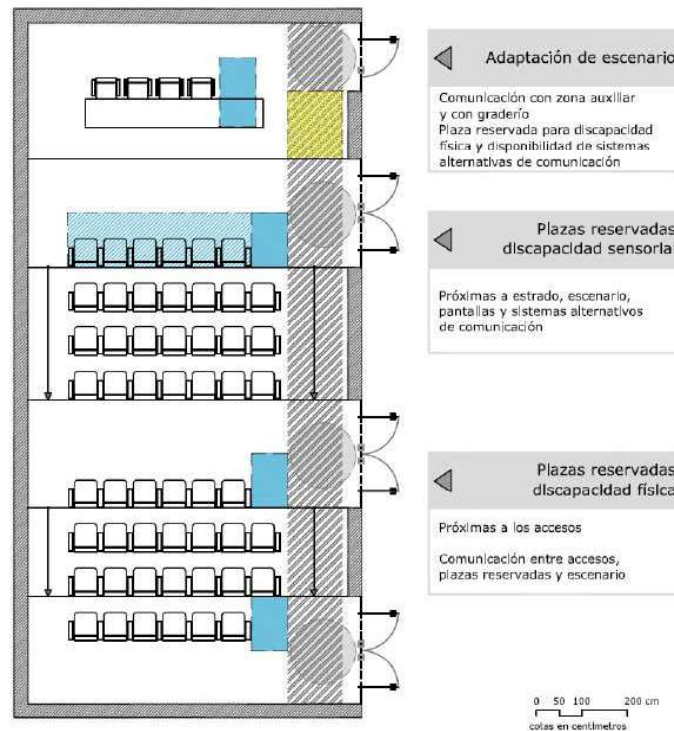 Adaptación de escenario
Comunicación con zona auxiliar
y con graderío
Plaza reservada para discapacidad
física y disponibilidad de sistemas
alternativas de comunicación
Plazas reservadas
discapacidad sensorial
Próximas a estrado, escenario,
pantallas y sistemas alternativos
de comunicación
Plazas reservadas
discapacidad física
Próximas a los accesos
Comunicación entre accesos,
plazas reservadas y escenario
0 50 100 200 cm
cotas en centímetros